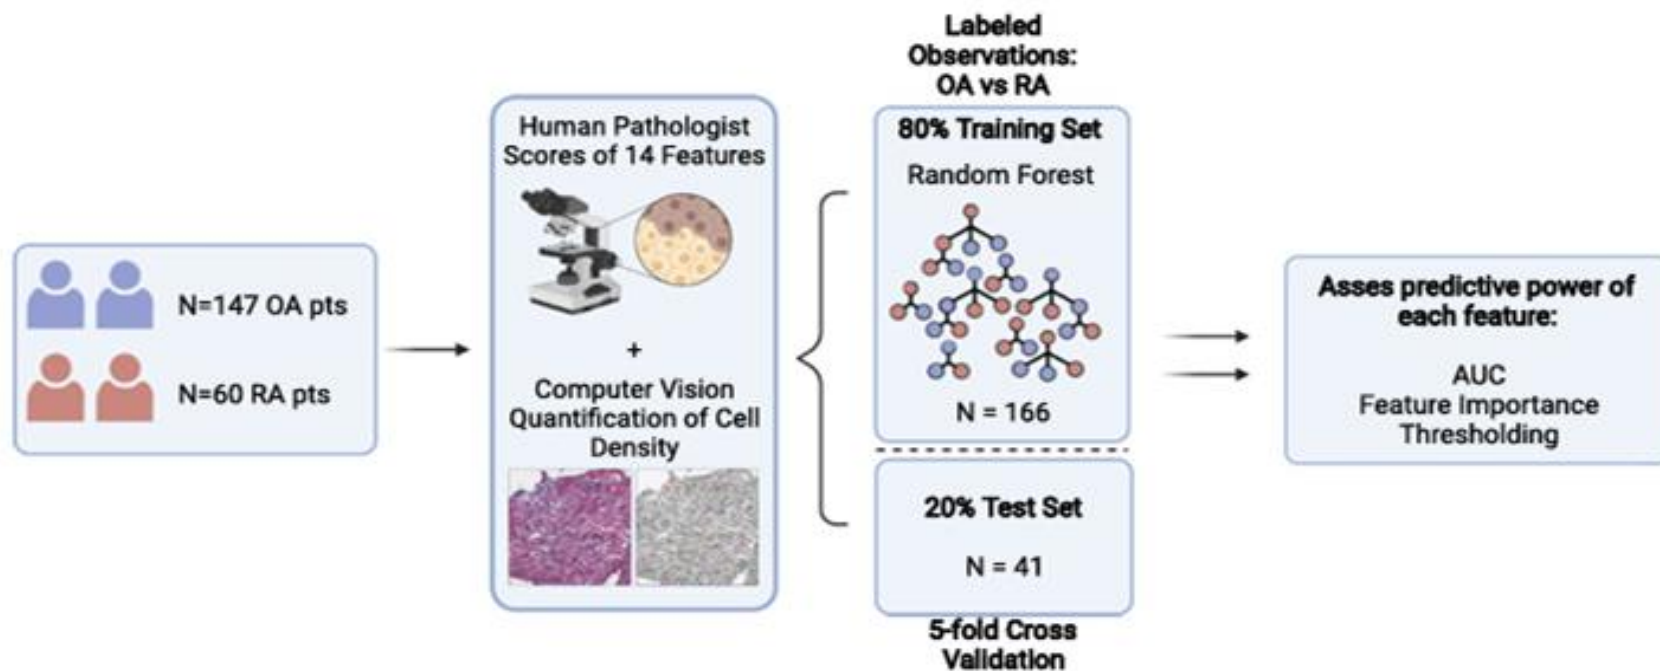 N=147 OA pts
N=60 RA pts
Human Pathologist
Scores of 14 Features
+
Computer Vision
Quantification of Cell
Density
Labeled
Observations:
OA vs RA
80% Training Set
Random Forest
N = 166
20% Test Set
N = 41
5-fold Cross
Validation
Asses predictive power of
each feature:
AUC
Feature Importance
Thresholding